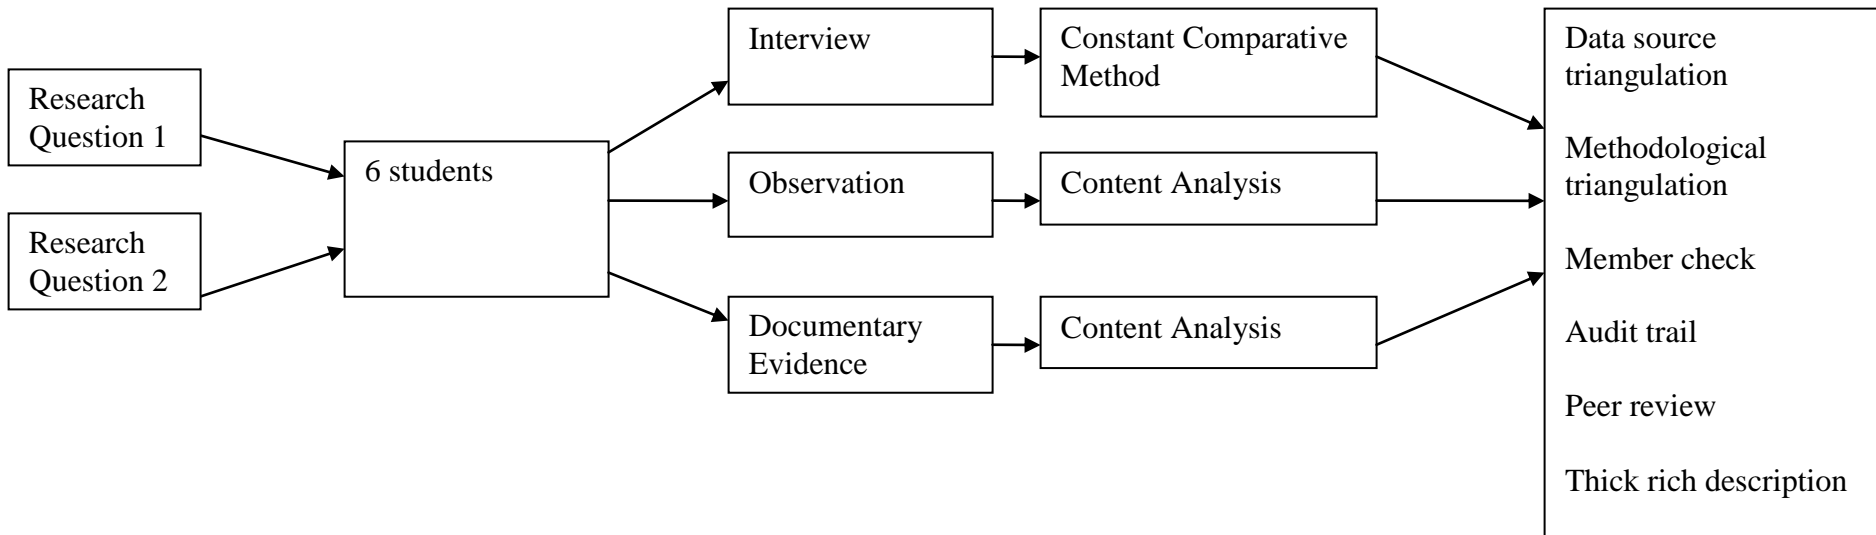 Research
Question 1
Research
Question 2
6 students
Interview
Observation
Documentary
Evidence
Constant Comparative
Method
Content Analysis
Content Analysis
Data source
triangulation
Methodological
triangulation
Member check
Audit trail
Peer review
Thick rich description